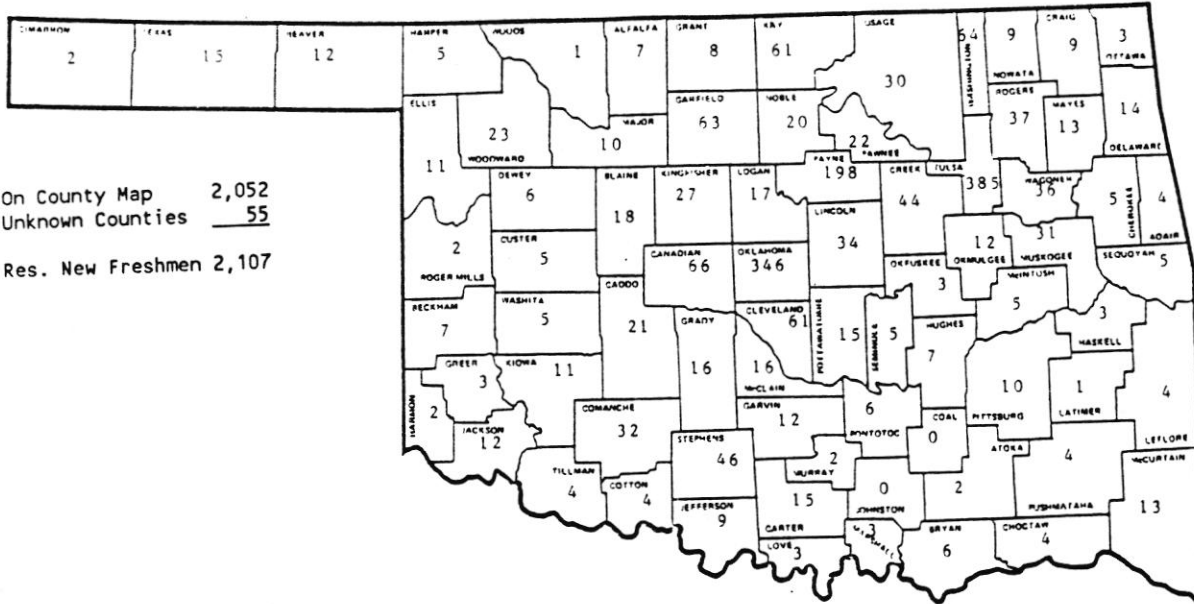 On County Map 2,052
Unknown Counties 55
Res. New Freshmen 2,107
CIMARRON 2
TEXAS 15
BEAVER 12
HARPER 5
WOODS 1
ALFALFA 7
GRANT 8
KAY 61
OSAGE 30
WASHINGTON 64
NOWATA 9
CRAIG 9
OTTAWA 3
ELLIS 11
WOODWARD 23
MAJOR 10
GARFIELD 63
NOBLE 20
PAWNEE 22
ROGERS 37
MAYES 13
DELAWARE 14
DEWEY 6
BLAINE 18
KINGFISHER 27
LOGAN 17
PAYNE 198
CREEK 44
TULSA 385
WAGONER 36
CHEROKEE 5
ADAIR 4
ROGER MILLS 2
CUSTER 5
CANADIAN 66
OKLAHOMA 346
LINCOLN 34
OKFUSKEE 3
OKMULGEE 12
MUSKOGEE 31
SEQUOYAH 5
BECKHAM 7
WASHITA 5
CADDO 21
GRADY 16
CLEVELAND 61
POTTAWATOMIE 15
SEMINOLE 5
HUGHES 7
McINTOSH 5
HASKELL 3
HARMON 2
GREER 3
KIOWA 11
McCLAIN 16
PITTSBURG 10
LATIMER 1
LEFLORE 4
JACKSON 12
COMANCHE 32
STEPHENS 46
GARVIN 12
PONTOTOC 6
COAL 0
TILLMAN 4
COTTON 4
JEFFERSON 9
MURRAY 2
CARTER 15
JOHNSTON 0
ATOKA 2
PUSHMATAHA 4
McCURTAIN 13
LOVE 3
MARSHALL 3
BRYAN 6
CHOCTAW 4